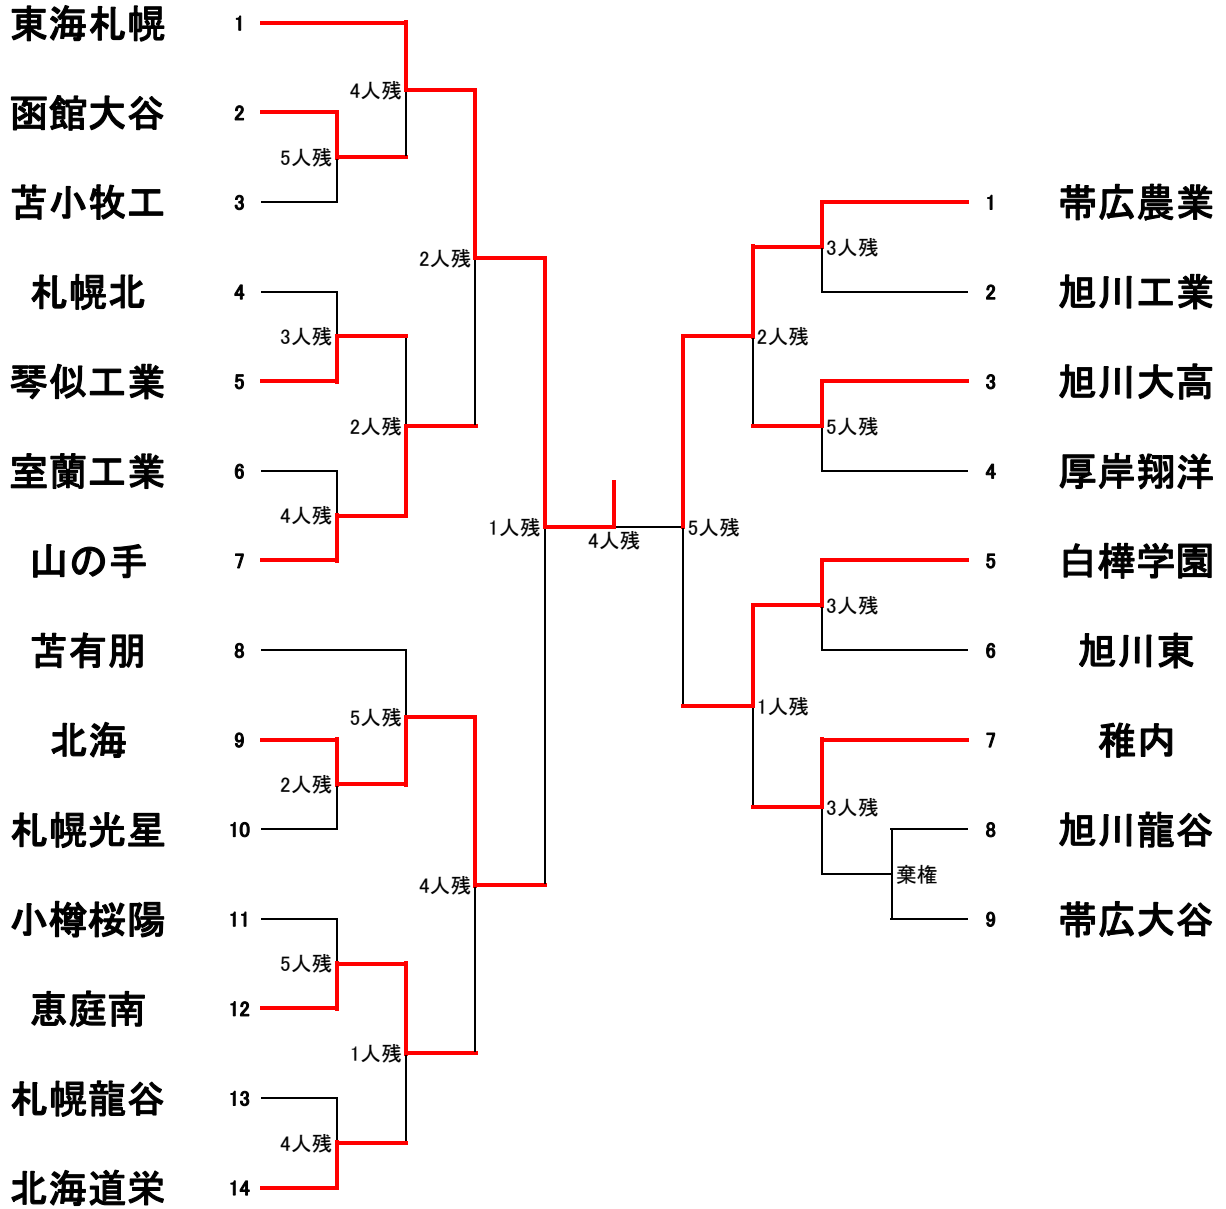 東海札幌 1
4人残
函館大谷 2
5人残
苫小牧工 3
2人残
札幌北 4
3人残
琴似工業 5
2人残
室蘭工業 6
4人残
山の手 7
1人残
苫有朋 8
5人残
北海 9
2人残
札幌光星 10
4人残
小樽桜陽 11
5人残
恵庭南 12
1人残
札幌龍谷 13
4人残
北海道栄 14
4人残
1 帯広農業
3人残
2 旭川工業
2人残
3 旭川大高
5人残
4 厚岸翔洋
5人残
5 白樺学園
3人残
6 旭川東
1人残
7 稚内
3人残
8 旭川龍谷
棄権
9 帯広大谷